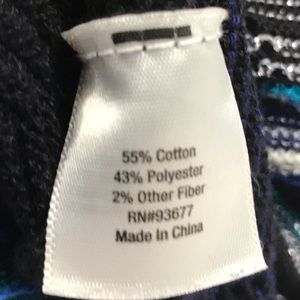 55% Cotton
43% Polyester
2% Other Fiber
RN#93677
Made In China